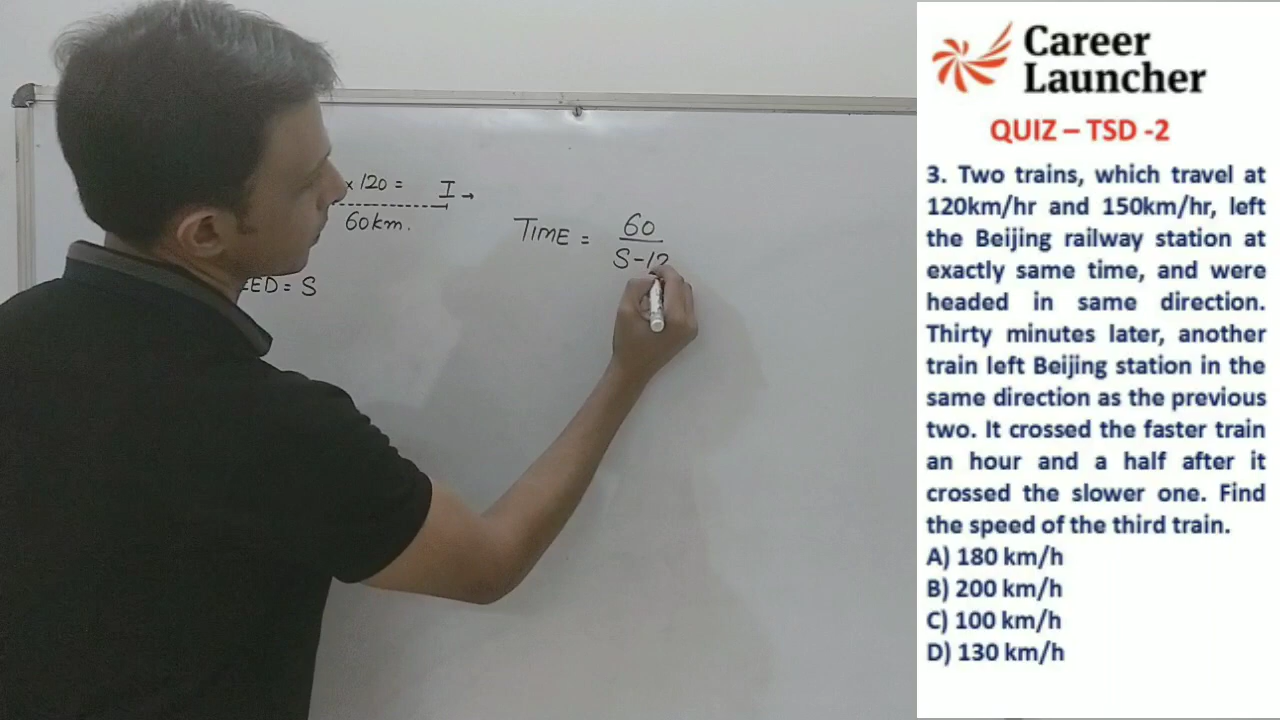 x 120 = I →
60km.
EED = S
TIME = 60
S-12
Career
Launcher
QUIZ – TSD -2
3. Two trains, which travel at
120km/hr and 150km/hr, left
the Beijing railway station at
exactly same time, and were
headed in same direction.
Thirty minutes later, another
train left Beijing station in the
same direction as the previous
two. It crossed the faster train
an hour and a half after it
crossed the slower one. Find
the speed of the third train.
A) 180 km/h
B) 200 km/h
C) 100 km/h
D) 130 km/h